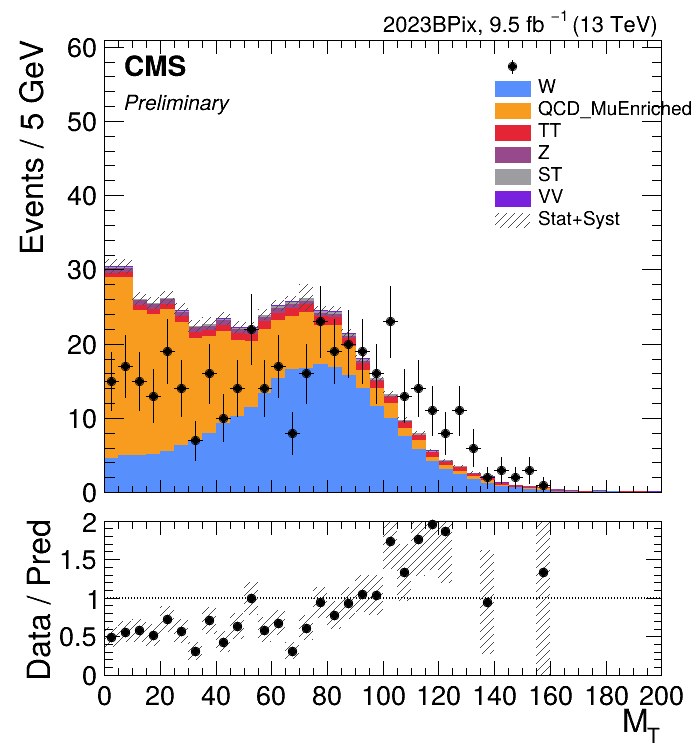 2023BPix, 9.5 fb ⁻¹ (13 TeV)
CMS
Preliminary
W
QCD_MuEnriched
TT
Z
ST
VV
Stat+Syst
Events / 5 GeV
60
50
40
30
20
10
0
Data / Pred
2
1.5
1
0.5
0
0 20 40 60 80 100 120 140 160 180 200
M_T